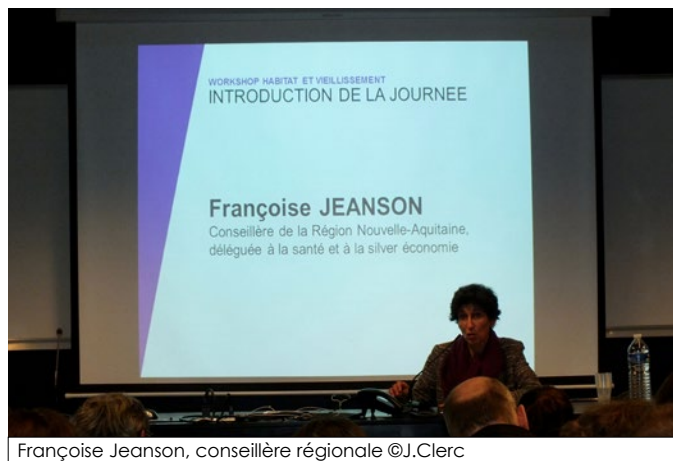 WORKSHOP HABITAT ET VIEILLISSEMENT
INTRODUCTION DE LA JOURNEE
Françoise JEANSON
Conseillère de la Région Nouvelle-Aquitaine,
déléguée à la santé et à la silver économie
Françoise Jeanson, conseillère régionale ©J.Clerc